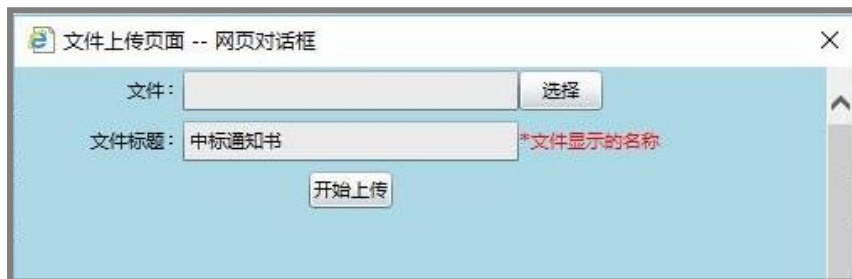 文件上传页面 -- 网页对话框
文件: 选择
文件标题: 中标通知书 *文件显示的名称
开始上传